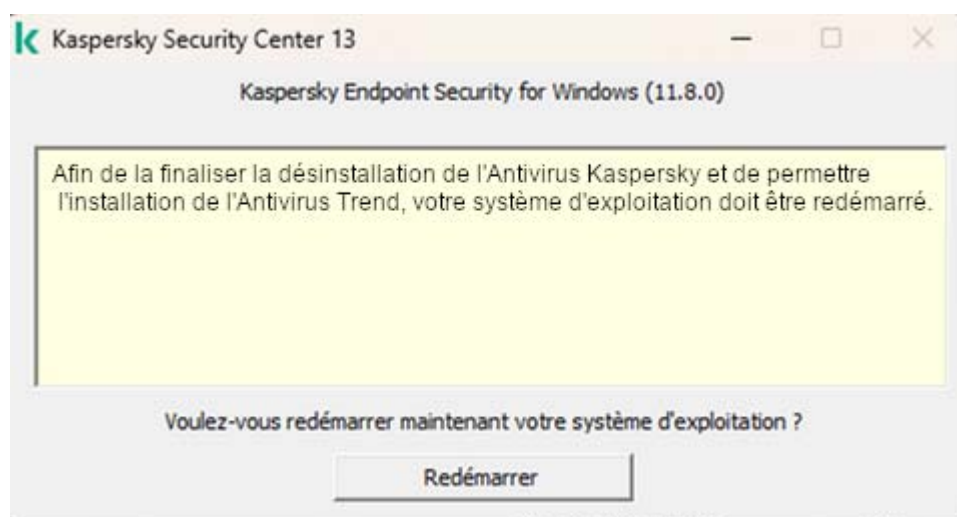 Kaspersky Security Center 13
Kaspersky Endpoint Security for Windows (11.8.0)
Afin de la finaliser la désinstallation de l'Antivirus Kaspersky et de permettre
l'installation de l'Antivirus Trend, votre système d'exploitation doit être redémarré.
Voulez-vous redémarrer maintenant votre système d'exploitation ?
Redémarrer